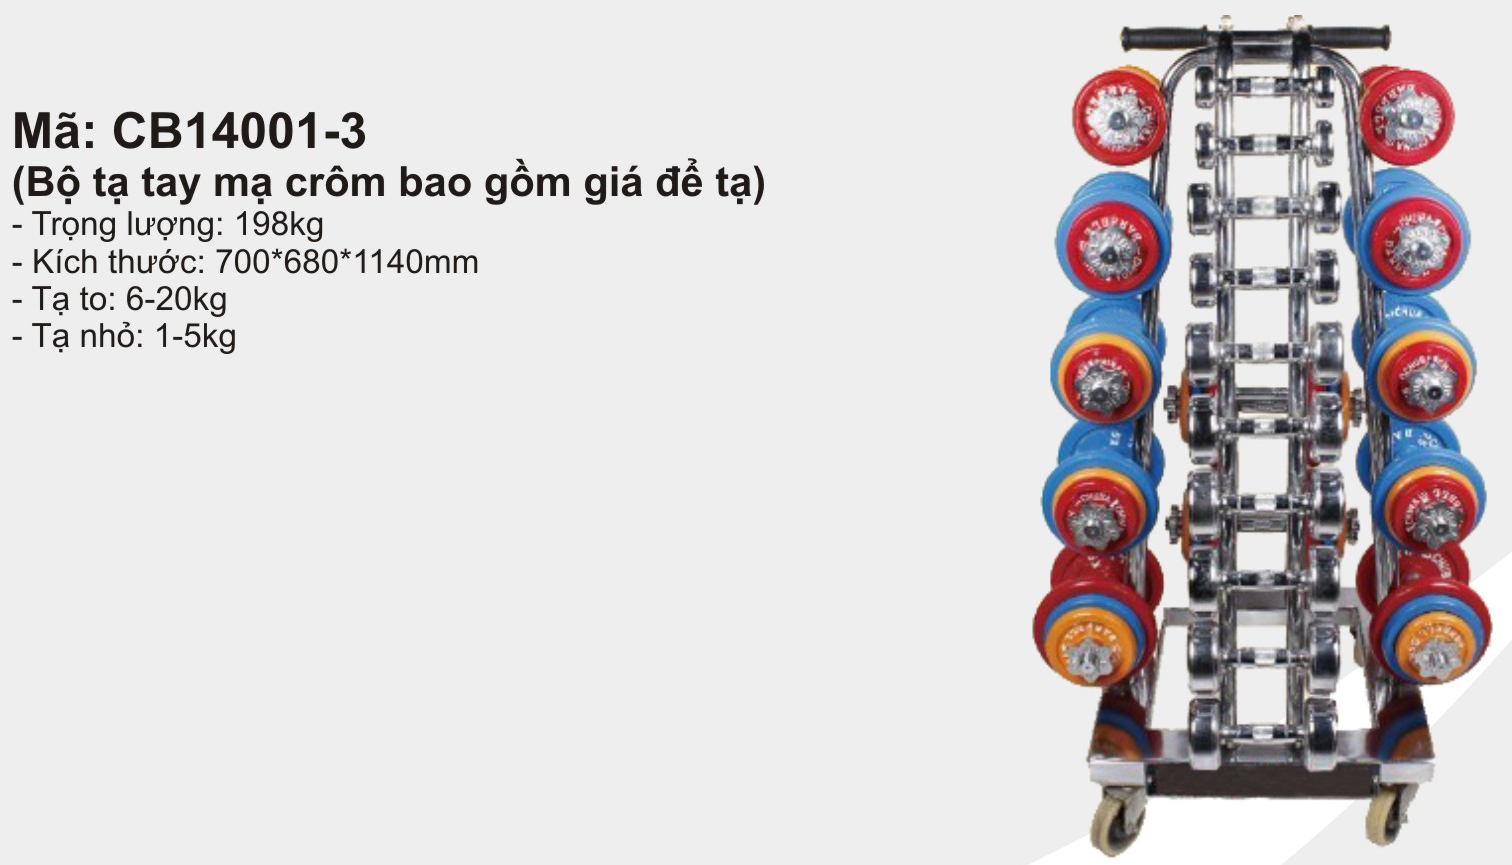 Mã: CB14001-3
(Bộ tạ tay mạ crôm bao gồm giá để tạ)
- Trọng lượng: 198kg
- Kích thước: 700*680*1140mm
- Tạ to: 6-20kg
- Tạ nhỏ: 1-5kg